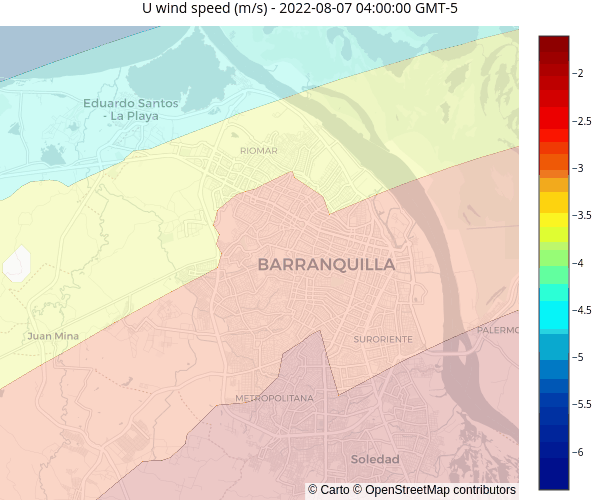 U wind speed (m/s) - 2022-08-07 04:00:00 GMT-5
Eduardo Santos
- La Playa
RIOMAR
BARRANQUILLA
Juan Mina
SURORIENTE
PALERMO
METROPOLITANA
Soledad
© Carto © OpenStreetMap contributors
−2
−2.5
−3
−3.5
−4
−4.5
−5
−5.5
−6